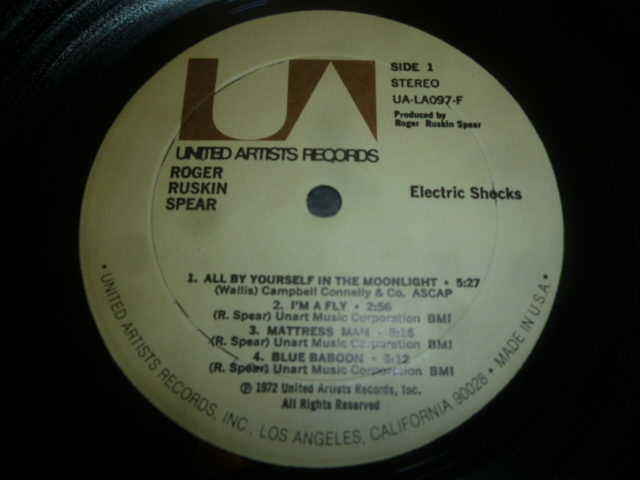 UA
SIDE 1
STEREO
UA-LA097-F
Produced by
Roger Ruskin Spear
UNITED ARTISTS RECORDS
ROGER
RUSKIN
SPEAR
Electric Shocks
1. ALL BY YOURSELF IN THE MOONLIGHT • 5:27
(Wallis) Campbell Connelly & Co. ASCAP
2. I'M A FLY • 2:56
(R. Spear) Unart Music Corporation BMI
3. MATTRESS MAN •
(R. Spear) Unart Music Corporation BMI
4. BLUE BABOON •
(R. Spear) Unart Music Corporation BMI
℗ 1972 United Artists Records, Inc.
All Rights Reserved
• UNITED ARTISTS RECORDS, INC., LOS ANGELES, CALIFORNIA 90028 • MADE IN U.S.A. •